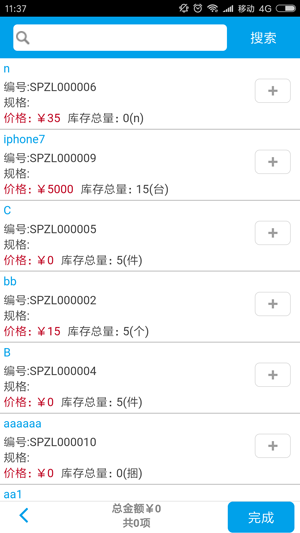 11:37 移动 4G
搜索
n
编号:SPZL000006
规格:
价格:￥35 库存总量:0(n)
iphone7
编号:SPZL000009
规格:
价格:￥5000 库存总量:15(台)
C
编号:SPZL000005
规格:
价格:￥0 库存总量:5(件)
bb
编号:SPZL000002
规格:
价格:￥15 库存总量:5(个)
B
编号:SPZL000004
规格:
价格:￥0 库存总量:5(件)
aaaaaa
编号:SPZL000010
规格:
价格:￥0 库存总量:0(捆)
aa1
总金额￥0
共0项
完成